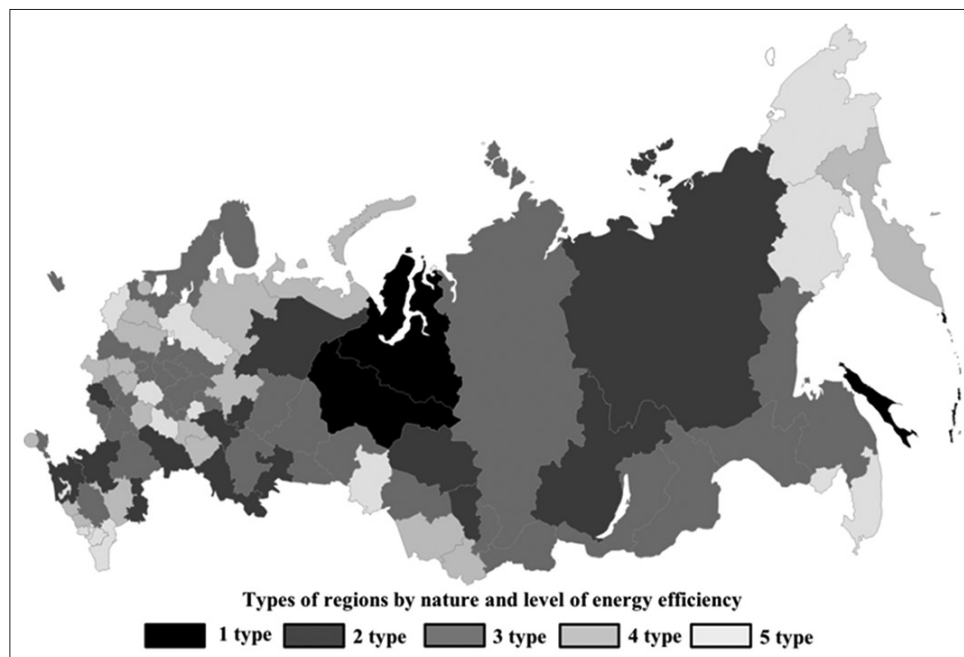 Types of regions by nature and level of energy efficiency
1 type 2 type 3 type 4 type 5 type